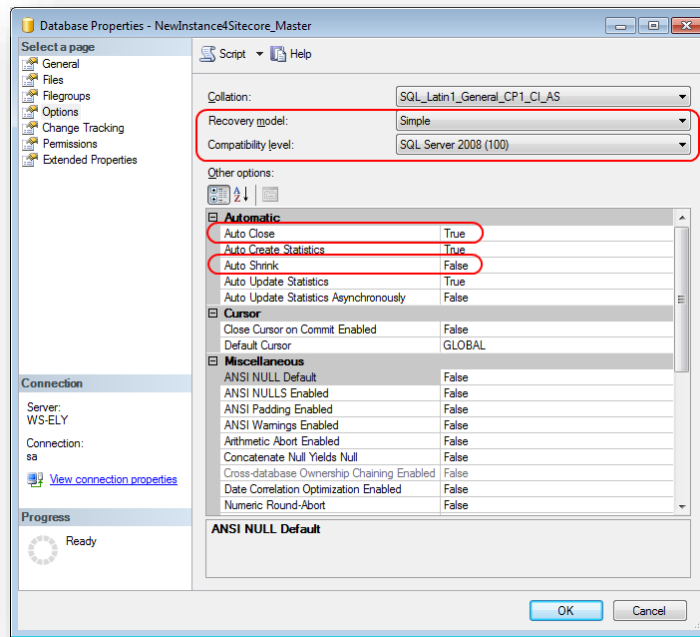 Database Properties - NewInstance4Sitecore_Master
Select a page
General
Files
Filegroups
Options
Change Tracking
Permissions
Extended Properties
Script Help
Collation: SQL_Latin1_General_CP1_CI_AS
Recovery model: Simple
Compatibility level: SQL Server 2008 (100)
Other options:
Automatic
Auto Close True
Auto Create Statistics True
Auto Shrink False
Auto Update Statistics True
Auto Update Statistics Asynchronously False
Cursor
Close Cursor on Commit Enabled False
Default Cursor GLOBAL
Miscellaneous
ANSI NULL Default False
ANSI NULLS Enabled False
ANSI Padding Enabled False
ANSI Warnings Enabled False
Arithmetic Abort Enabled False
Concatenate Null Yields Null False
Cross-database Ownership Chaining Enabled False
Date Correlation Optimization Enabled False
Numeric Round-Abort False
ANSI NULL Default
Connection
Server:
WS-ELY
Connection:
sa
View connection properties
Progress
Ready
OK Cancel